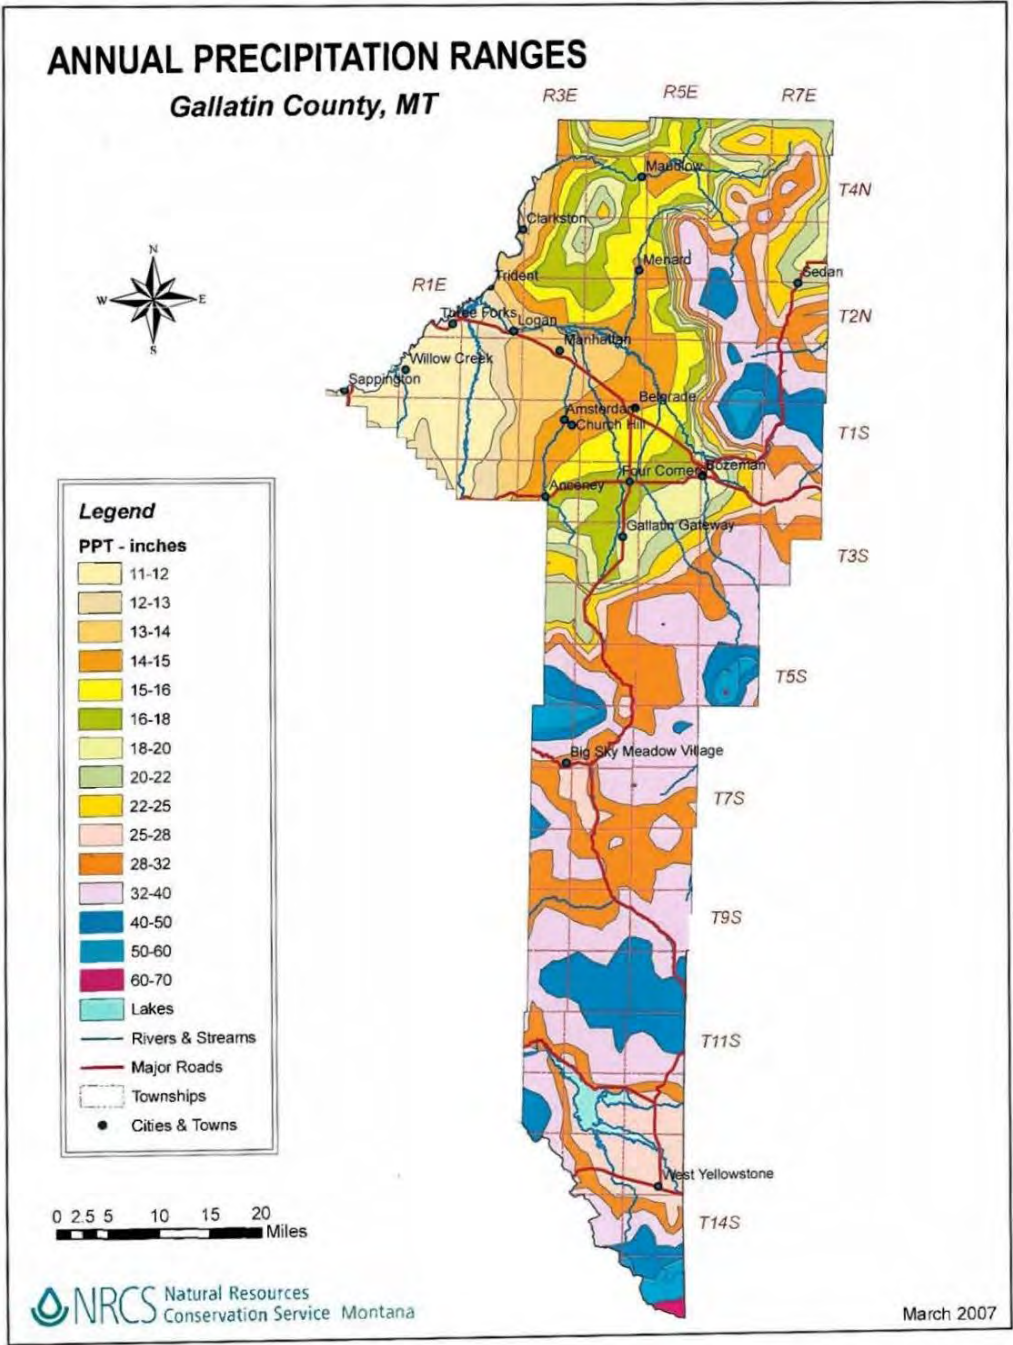 ANNUAL PRECIPITATION RANGES
Gallatin County, MT
R3E
R5E
R7E
Maudlow
T4N
Clarkston
Menard
Sedan
N
W
E
S
R1E
Trident
Three Forks
Logan
T2N
Manhattan
Willow Creek
Sappington
Belgrade
Amsterdam
Church Hill
T1S
Four Corners
Bozeman
Anceney
Gallatin Gateway
T3S
T5S
Big Sky Meadow Village
T7S
T9S
T11S
West Yellowstone
T14S
Legend
PPT - inches
11-12
12-13
13-14
14-15
15-16
16-18
18-20
20-22
22-25
25-28
28-32
32-40
40-50
50-60
60-70
Lakes
Rivers & Streams
Major Roads
Townships
Cities & Towns
0 2.5 5 10 15 20
Miles
NRCS Natural Resources
Conservation Service Montana
March 2007